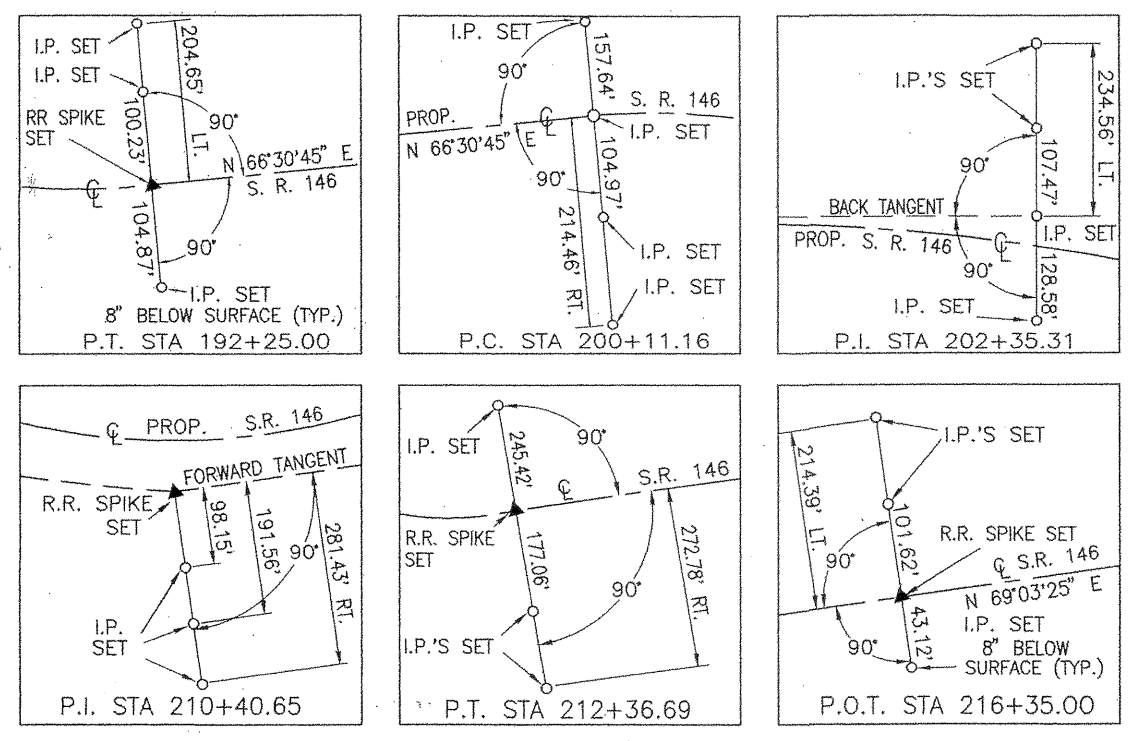 I.P. SET
I.P. SET
RR SPIKE
SET
204.65'
LT.
100.23'
90°
N 66°30'45" E
S. R. 146
℄
104.87'
90°
I.P. SET
8" BELOW SURFACE (TYP.)
P.T. STA 192+25.00
I.P. SET
157.64'
90°
PROP.
℄
S. R. 146
I.P. SET
N 66°30'45" E
90°
104.97'
214.46' RT.
I.P. SET
I.P. SET
P.C. STA 200+11.16
I.P.'S SET
234.56' LT.
90°
107.47'
BACK TANGENT
I.P. SET
PROP. S. R. 146
℄
90°
128.58'
I.P. SET
P.I. STA 202+35.31
℄ PROP. S.R. 146
FORWARD TANGENT
R.R. SPIKE
SET
98.15'
191.56'
90°
281.43' RT.
I.P.
SET
P.I. STA 210+40.65
I.P. SET
245.42'
90°
℄
S.R. 146
R.R. SPIKE
SET
177.06'
90°
272.78' RT.
I.P.'S SET
P.T. STA 212+36.69
I.P.'S SET
214.39' LT.
101.62'
90°
R.R. SPIKE SET
℄ S.R. 146
N 69°03'25" E
90°
43.12'
I.P. SET
8" BELOW
SURFACE (TYP.)
P.O.T. STA 216+35.00